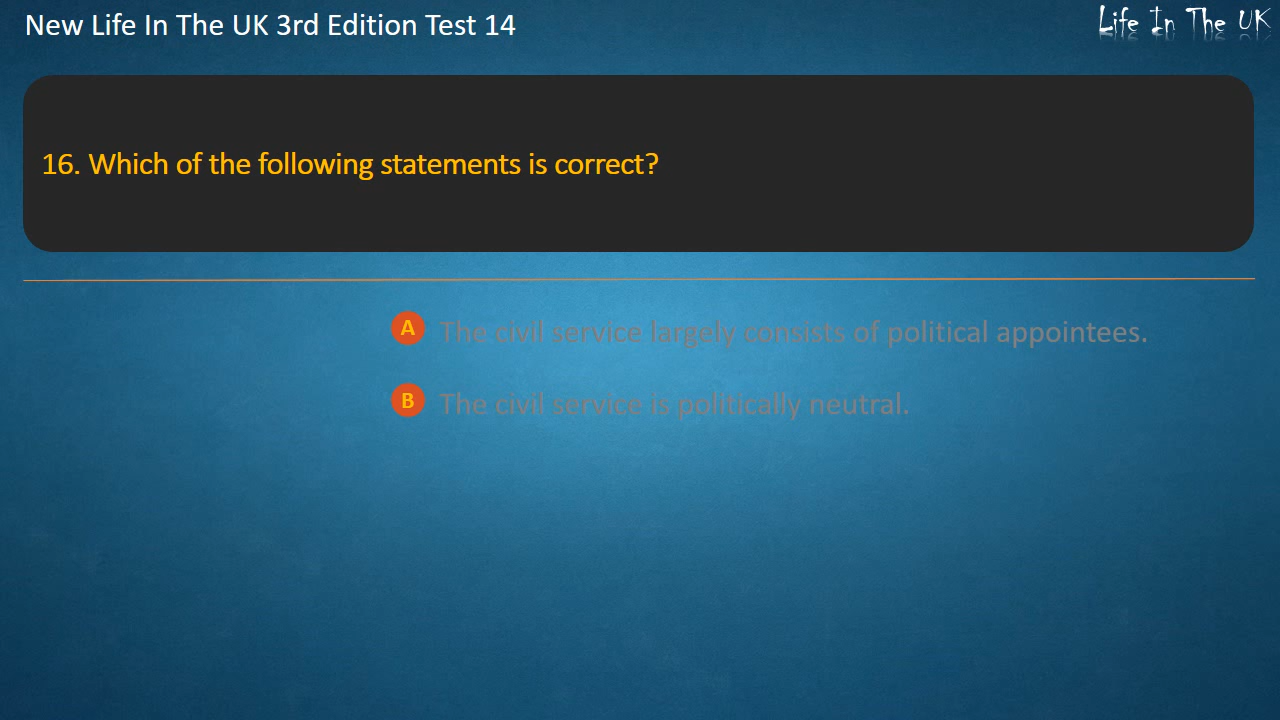 New Life In The UK 3rd Edition Test 14
Life In The UK
16. Which of the following statements is correct?
A The civil service largely consists of political appointees.
B The civil service is politically neutral.